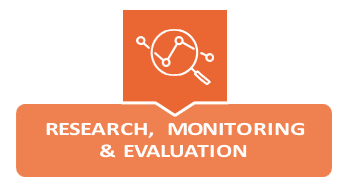 RESEARCH, MONITORING
& EVALUATION